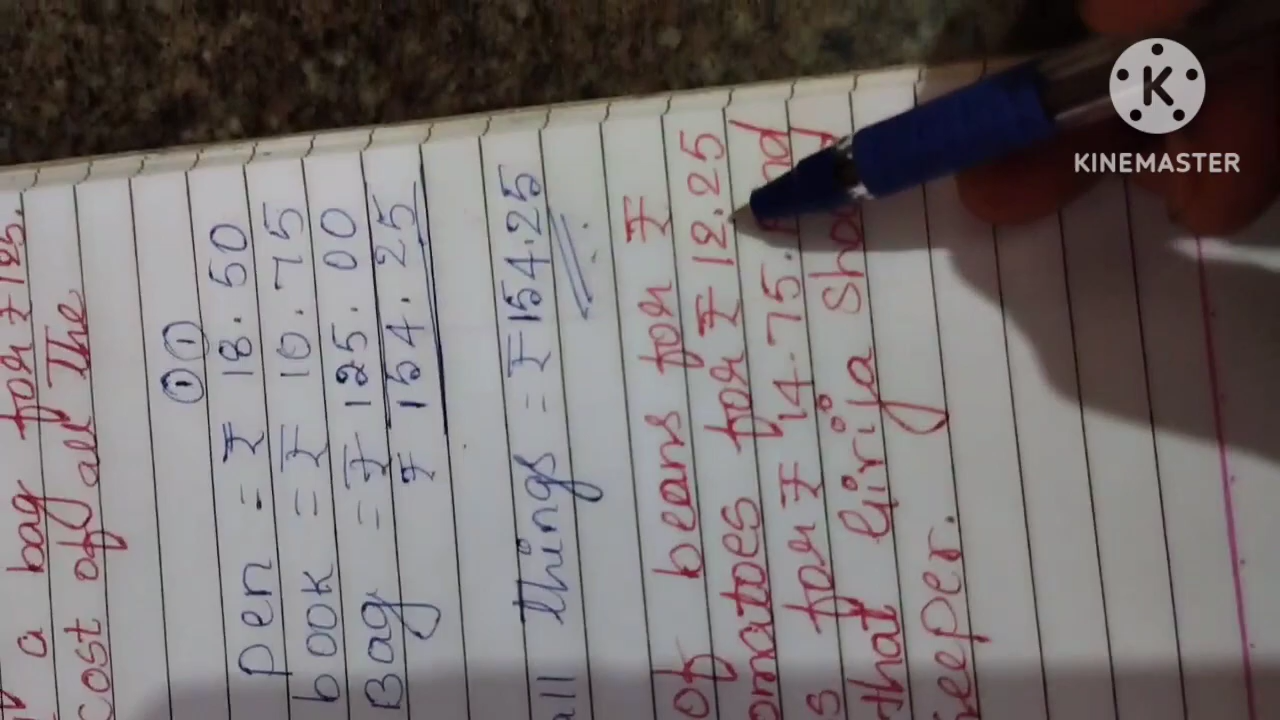 a bag for ₹ 125.
cost of all the
① ①
pen = ₹ 18.50
book = ₹ 10.75
Bag = ₹ 125.00
₹ 154.25
all things = ₹ 154.25
of beans for ₹
omatoes for ₹ 12.25
s for ₹ 14.75.
that Girija
eeper.
KINEMASTER